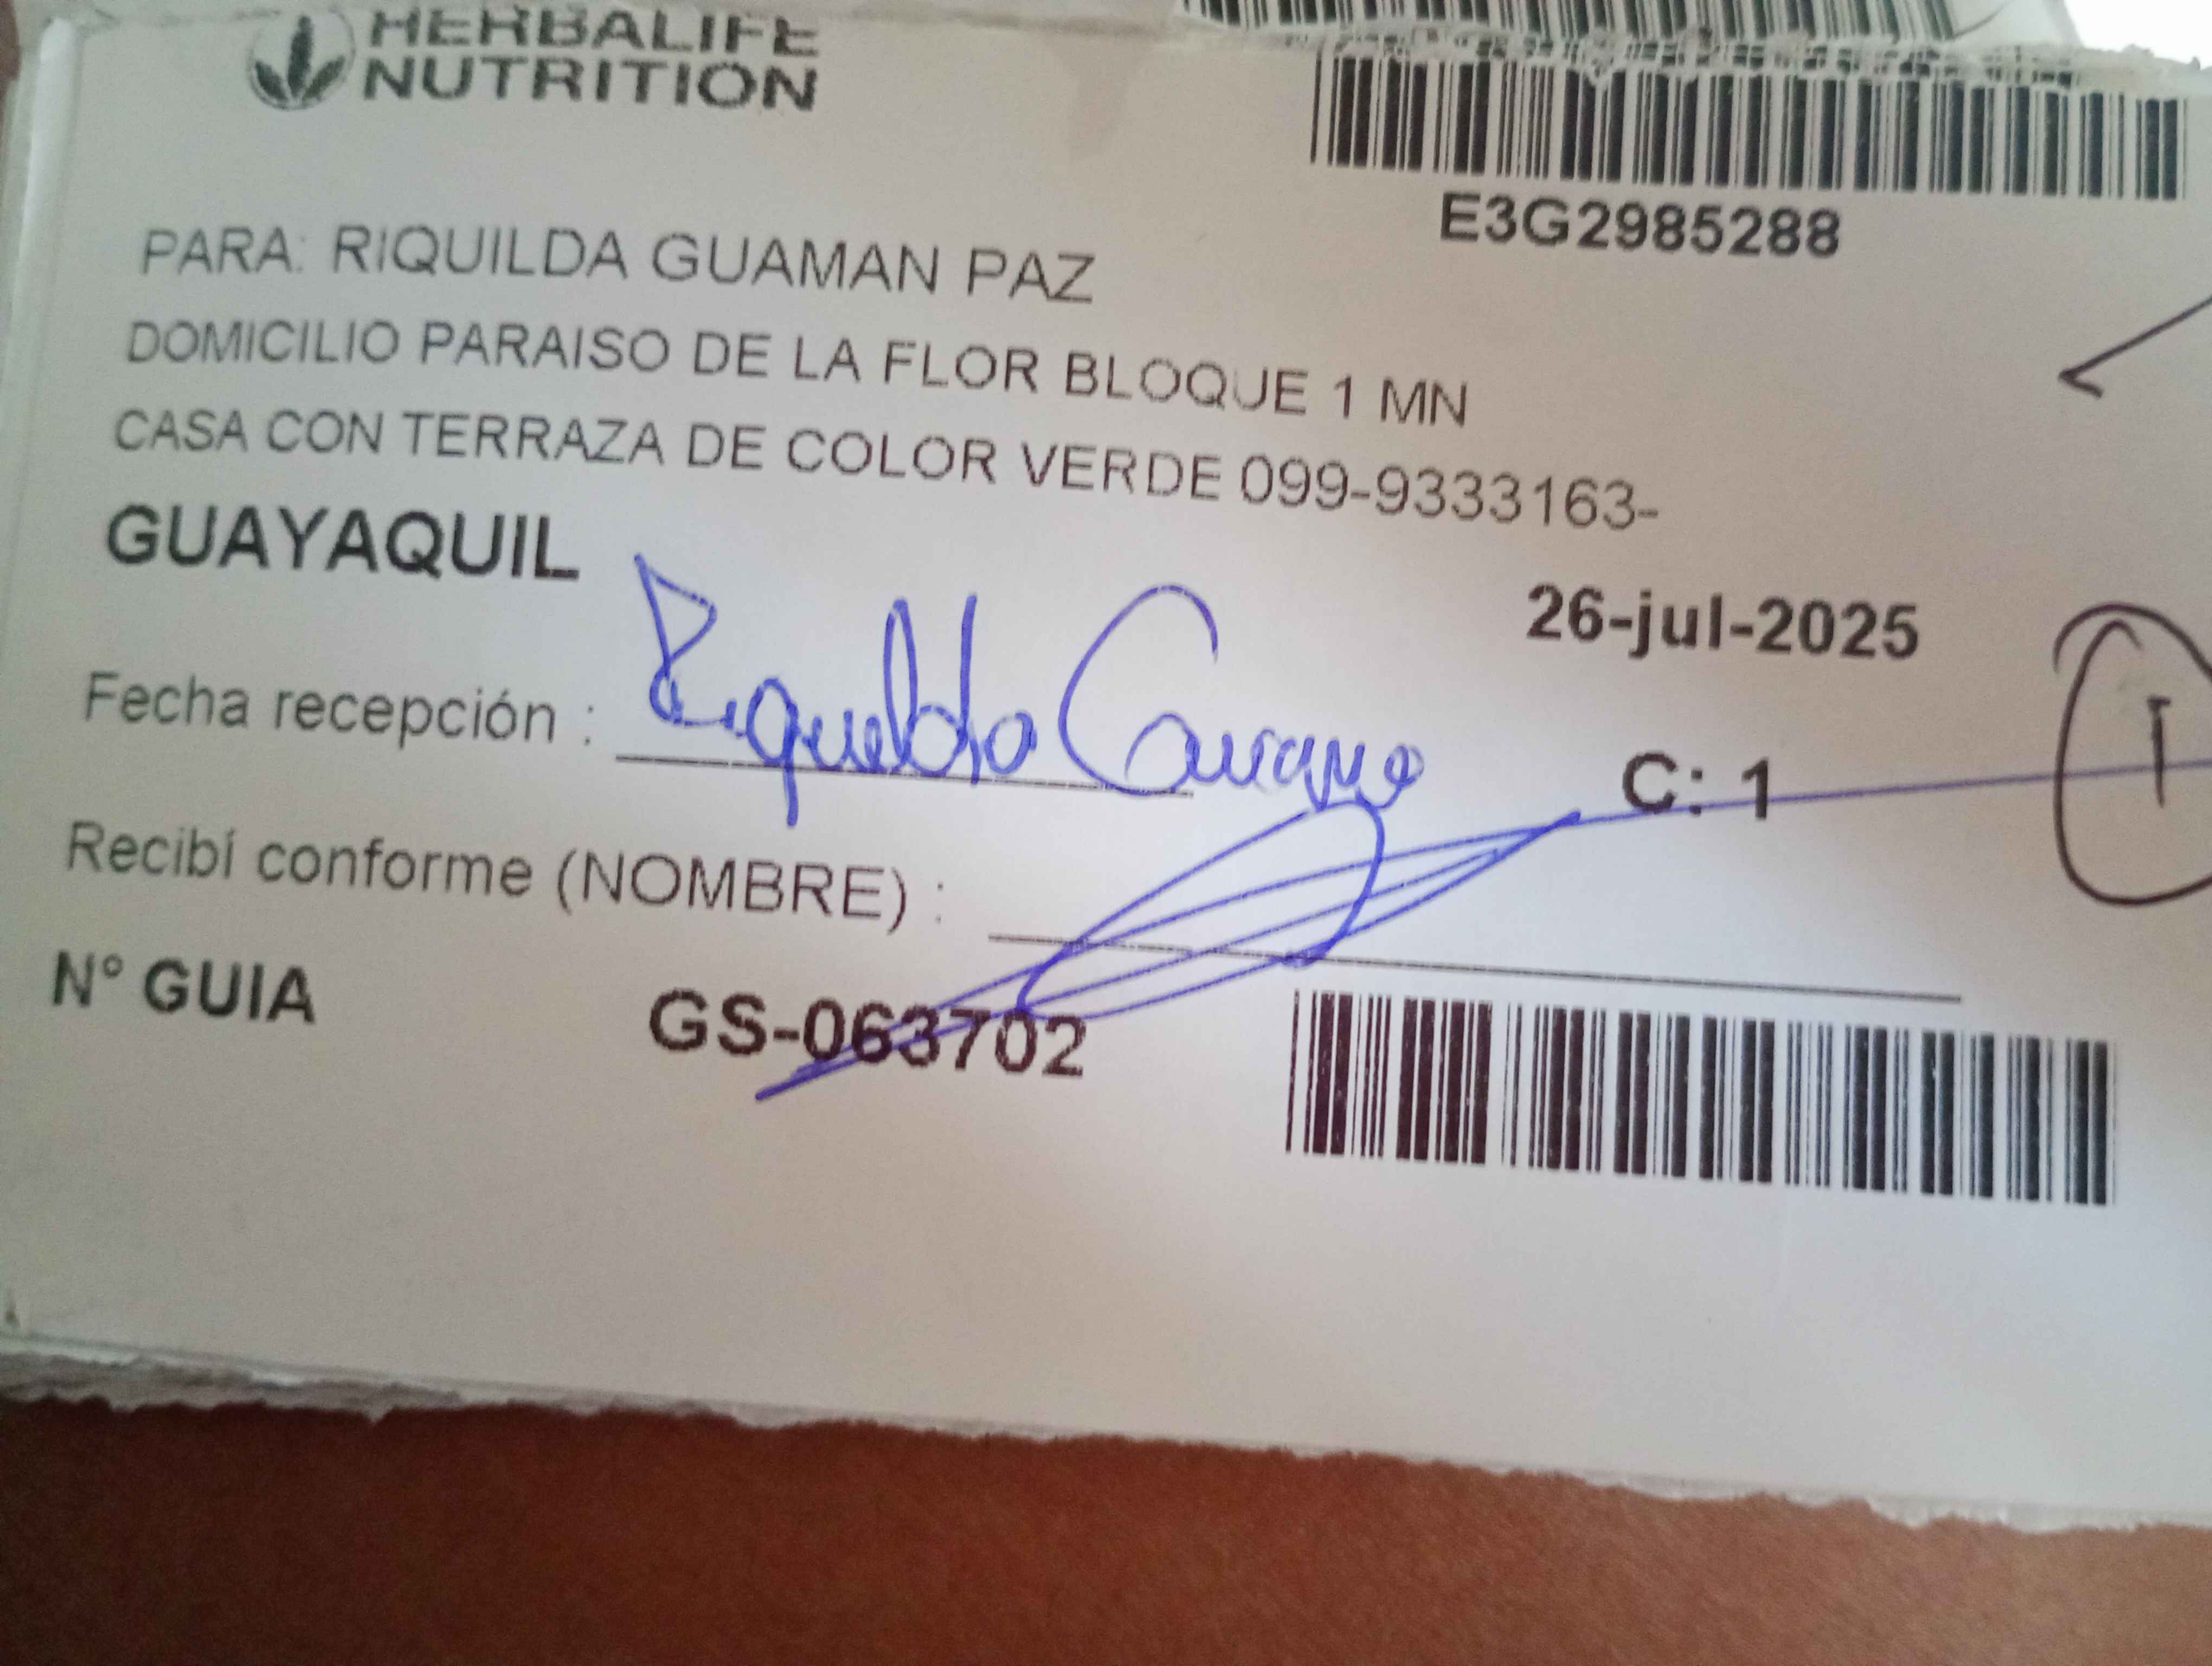 HERBALIFE
NUTRITION
E3G2985288
PARA: RIQUILDA GUAMAN PAZ
DOMICILIO PARAISO DE LA FLOR BLOQUE 1 MN
CASA CON TERRAZA DE COLOR VERDE 099-9333163-
GUAYAQUIL
26-jul-2025
Fecha recepción :
C: 1
1
Recibí conforme (NOMBRE) :
N° GUIA GS-063702